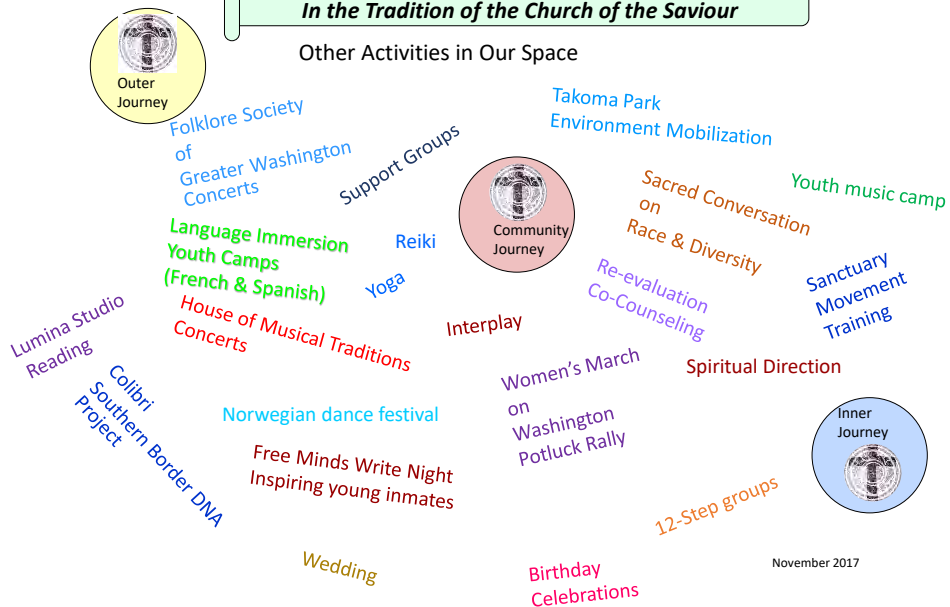 In the Tradition of the Church of the Saviour
Other Activities in Our Space
Outer
Journey
Folklore Society
of
Greater Washington
Concerts
Support Groups
Takoma Park
Environment Mobilization
Community
Journey
Sacred Conversation
on
Race & Diversity
Youth music camp
Language Immersion
Youth Camps
(French & Spanish)
Reiki
Yoga
Re-evaluation
Co-Counseling
Sanctuary
Movement
Training
Lumina Studio
Reading
House of Musical Traditions
Concerts
Interplay
Women's March
on
Washington
Potluck Rally
Spiritual Direction
Colibri
Southern Border DNA
Project
Norwegian dance festival
Inner
Journey
Free Minds Write Night
Inspiring young inmates
12-Step groups
Wedding
Birthday
Celebrations
November 2017